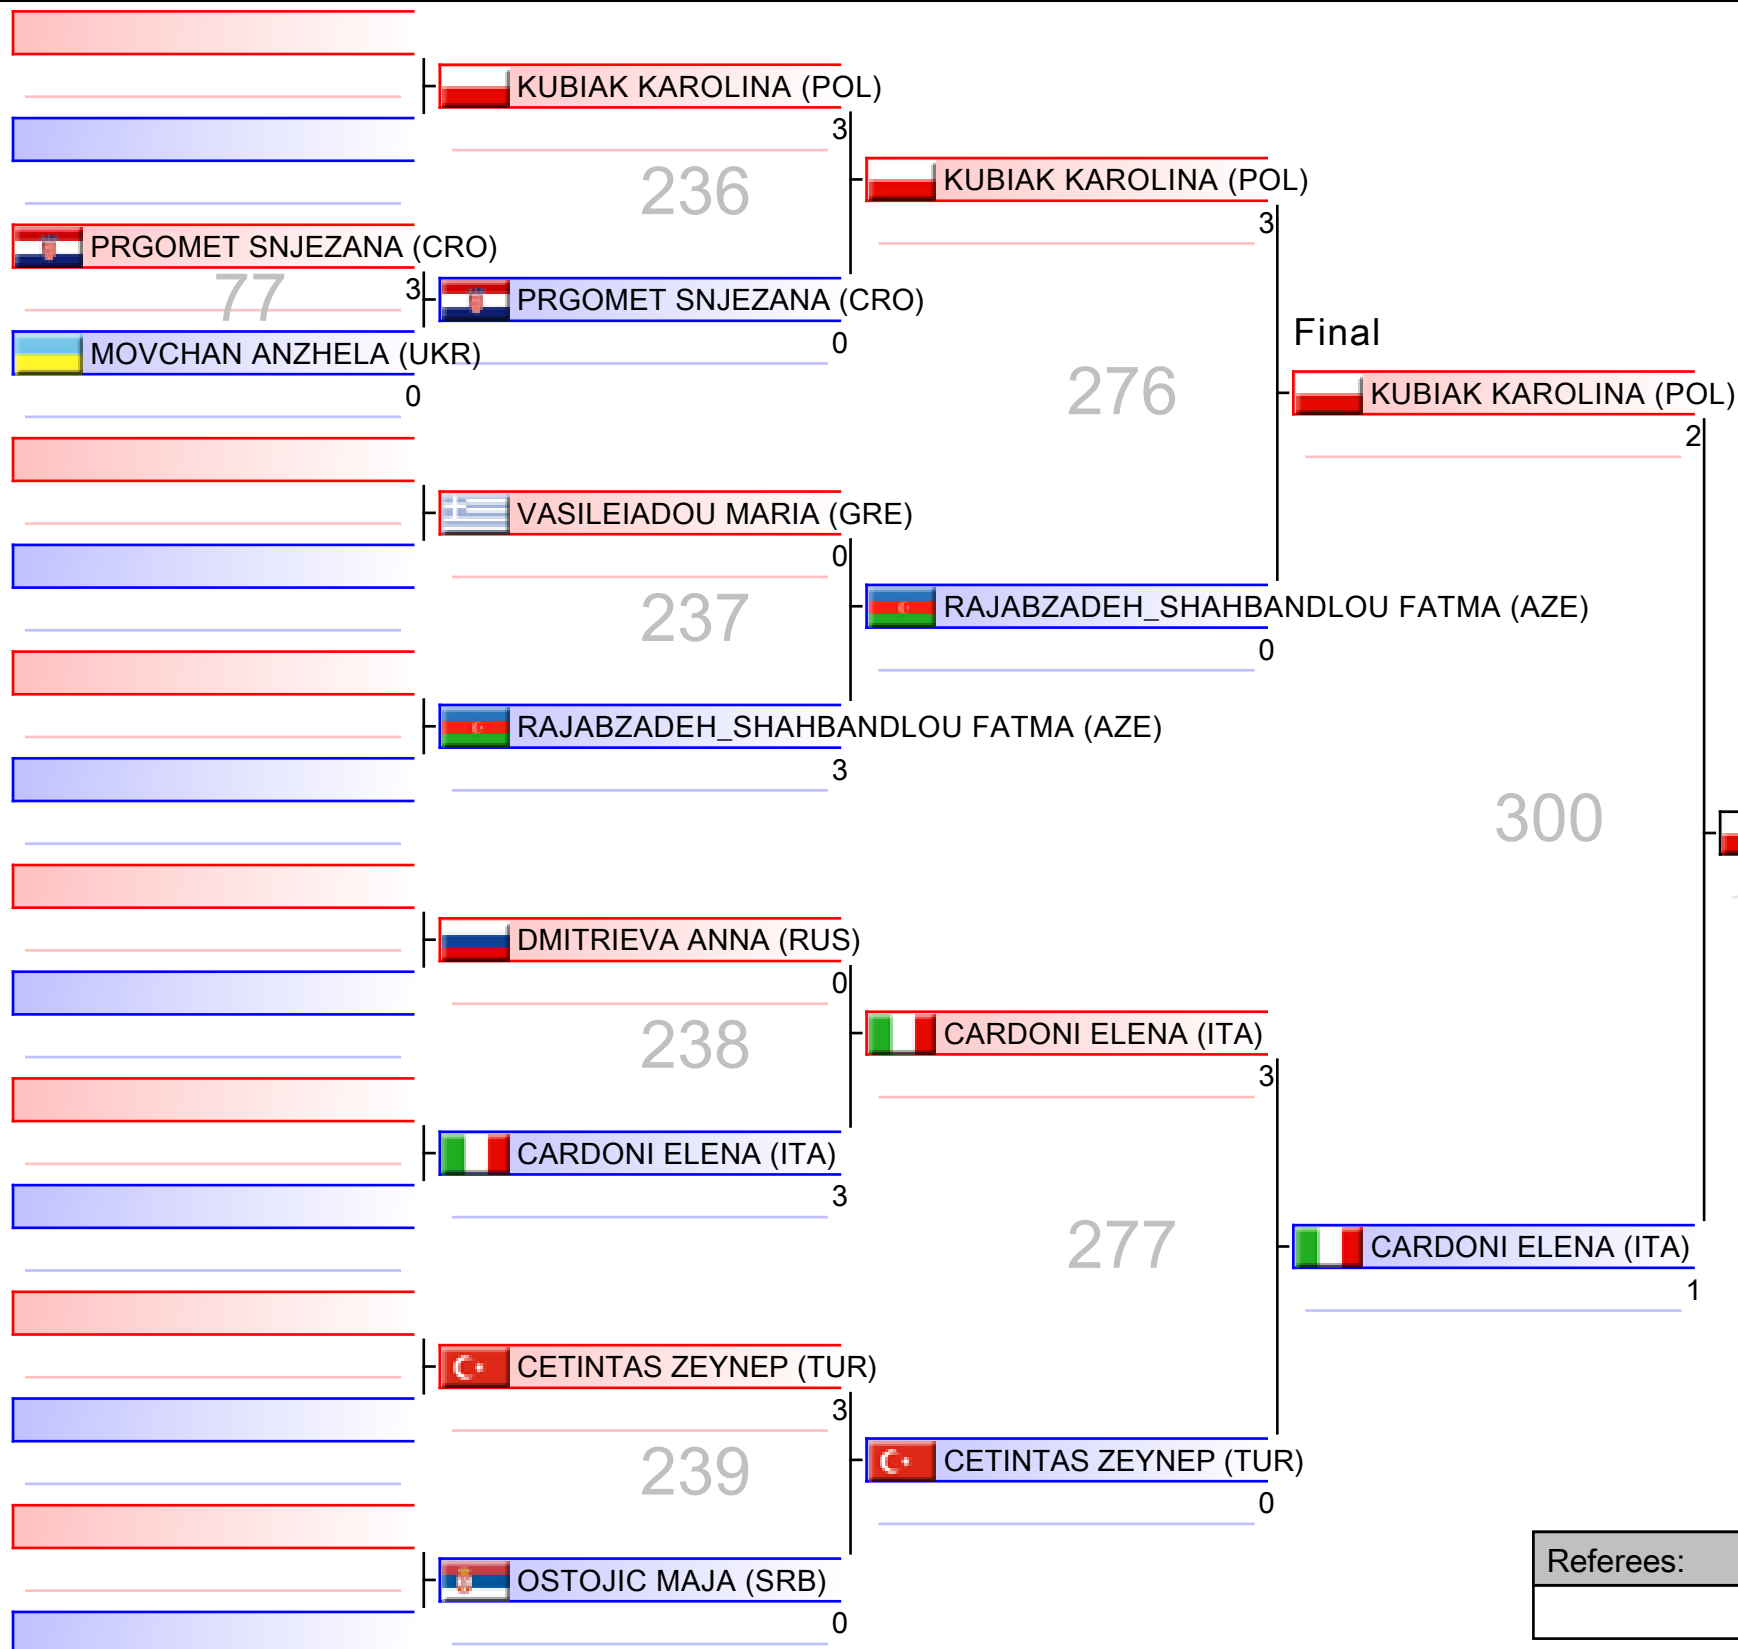 KUBIAK KAROLINA (POL)
3
236
KUBIAK KAROLINA (POL)
3
PRGOMET SNJEZANA (CRO)
3
77
PRGOMET SNJEZANA (CRO)
0
MOVCHAN ANZHELA (UKR)
0
276
Final
KUBIAK KAROLINA (POL)
2
VASILEIADOU MARIA (GRE)
0
237
RAJABZADEH_SHAHBANDLOU FATMA (AZE)
0
RAJABZADEH_SHAHBANDLOU FATMA (AZE)
3
300
DMITRIEVA ANNA (RUS)
0
238
CARDONI ELENA (ITA)
3
CARDONI ELENA (ITA)
3
277
CARDONI ELENA (ITA)
1
CETINTAS ZEYNEP (TUR)
3
239
CETINTAS ZEYNEP (TUR)
0
OSTOJIC MAJA (SRB)
0
Referees: